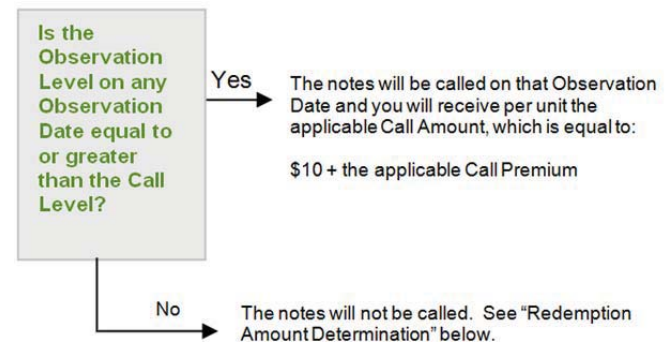 Is the
Observation
Level on any
Observation
Date equal to
or greater
than the Call
Level?
Yes
The notes will be called on that Observation
Date and you will receive per unit the
applicable Call Amount, which is equal to:
$10 + the applicable Call Premium
No
The notes will not be called. See “Redemption
Amount Determination” below.